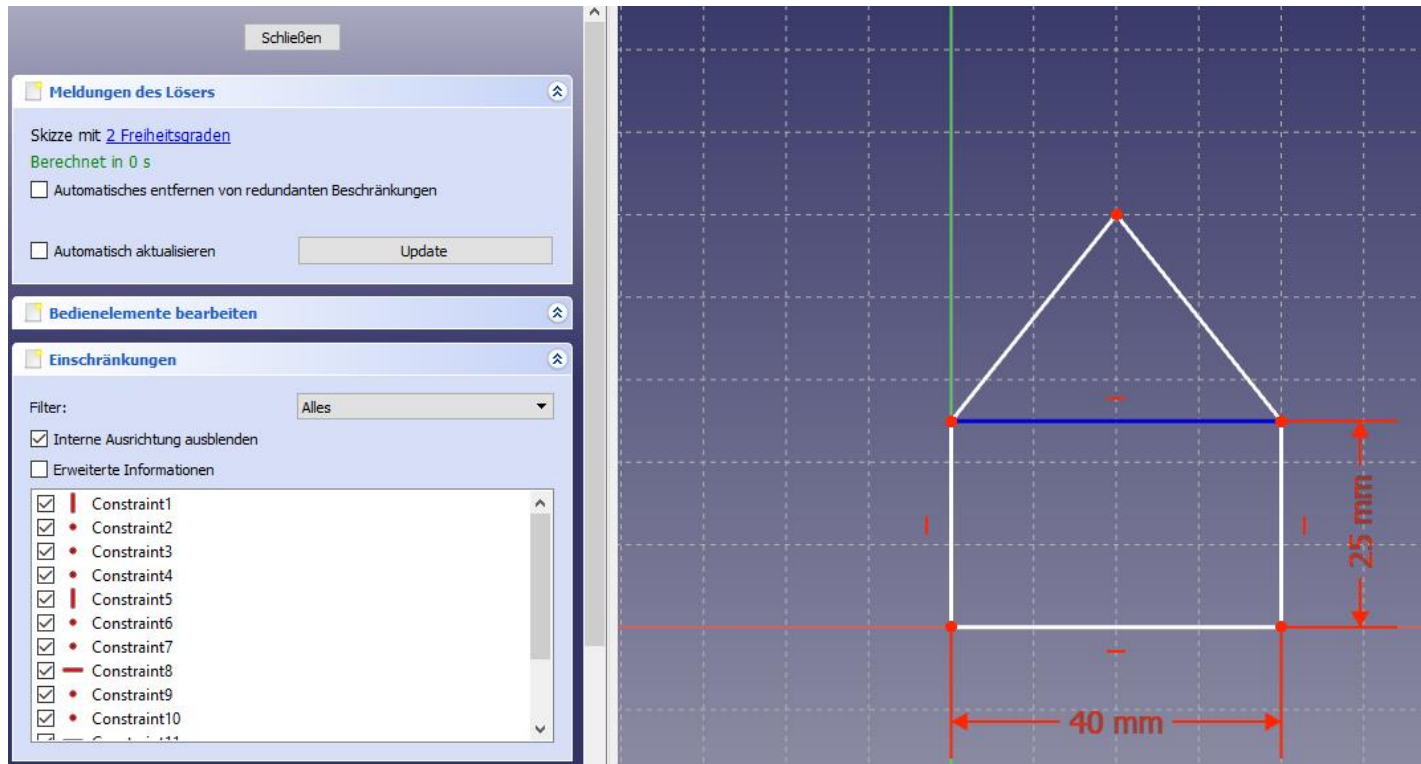 Schließen
Meldungen des Lösers
Skizze mit 2 Freiheitsgraden
Berechnet in 0 s
Automatisches entfernen von redundanten Beschränkungen
Automatisch aktualisieren
Update
Bedienelemente bearbeiten
Einschränkungen
Filter:
Alles
Interne Ausrichtung ausblenden
Erweiterte Informationen
Constraint1
Constraint2
Constraint3
Constraint4
Constraint5
Constraint6
Constraint7
Constraint8
Constraint9
Constraint10
25 mm
40 mm